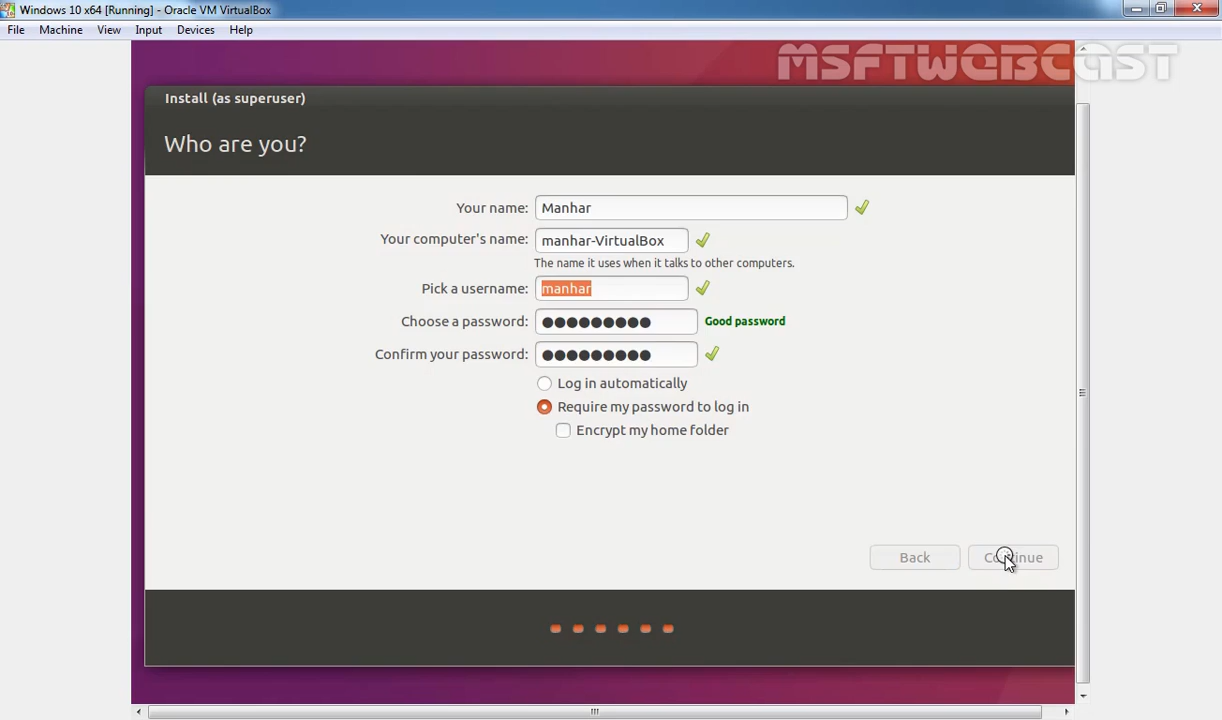 Windows 10 x64 [Running] - Oracle VM VirtualBox
File Machine View Input Devices Help
MSFTWEBCAST
Install (as superuser)
Who are you?
Your name: Manhar
Your computer's name: manhar-VirtualBox
The name it uses when it talks to other computers.
Pick a username: manhar
Choose a password: ●●●●●●●●● Good password
Confirm your password: ●●●●●●●●●
Log in automatically
Require my password to log in
Encrypt my home folder
Back Continue